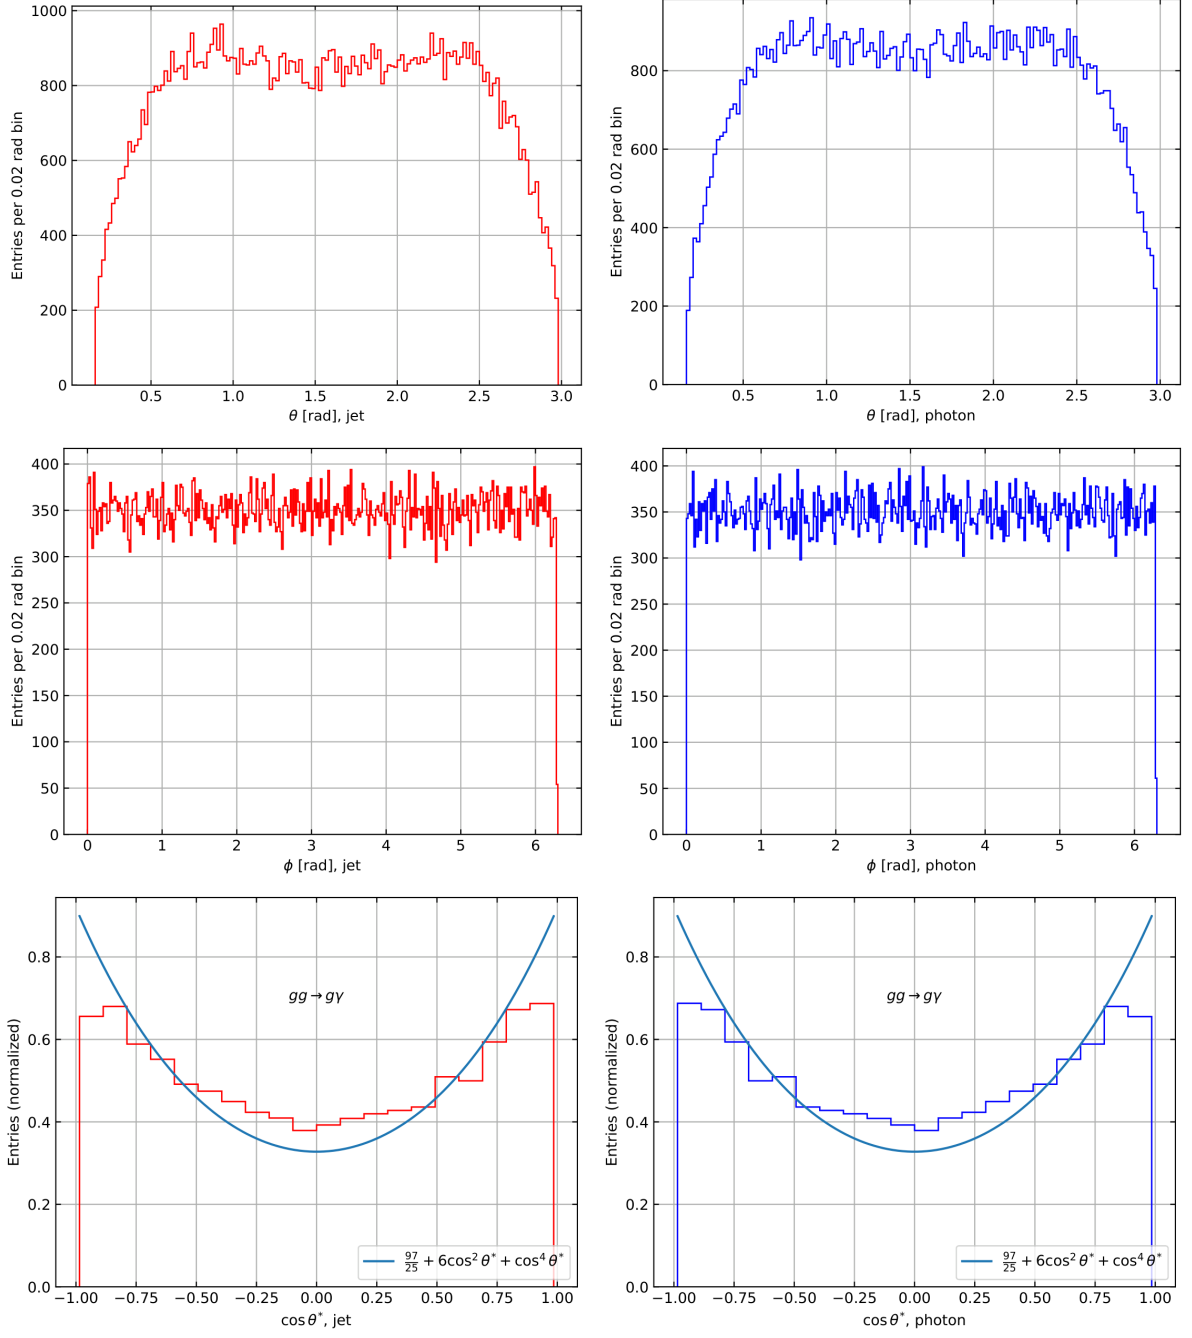 1000
800
600
400
200
0
Entries per 0.02 rad bin
0.5 1.0 1.5 2.0 2.5 3.0
θ [rad], jet
800
600
400
200
0
Entries per 0.02 rad bin
0.5 1.0 1.5 2.0 2.5 3.0
θ [rad], photon
400
350
300
250
200
150
100
50
0
Entries per 0.02 rad bin
0 1 2 3 4 5 6
ϕ [rad], jet
400
350
300
250
200
150
100
50
0
Entries per 0.02 rad bin
0 1 2 3 4 5 6
ϕ [rad], photon
0.8
0.6
0.4
0.2
0.0
Entries (normalized)
gg → gγ
97/25 + 6cos² θ* + cos⁴ θ*
−1.00 −0.75 −0.50 −0.25 0.00 0.25 0.50 0.75 1.00
cos θ*, jet
0.8
0.6
0.4
0.2
0.0
Entries (normalized)
gg → gγ
97/25 + 6cos² θ* + cos⁴ θ*
−1.00 −0.75 −0.50 −0.25 0.00 0.25 0.50 0.75 1.00
cos θ*, photon